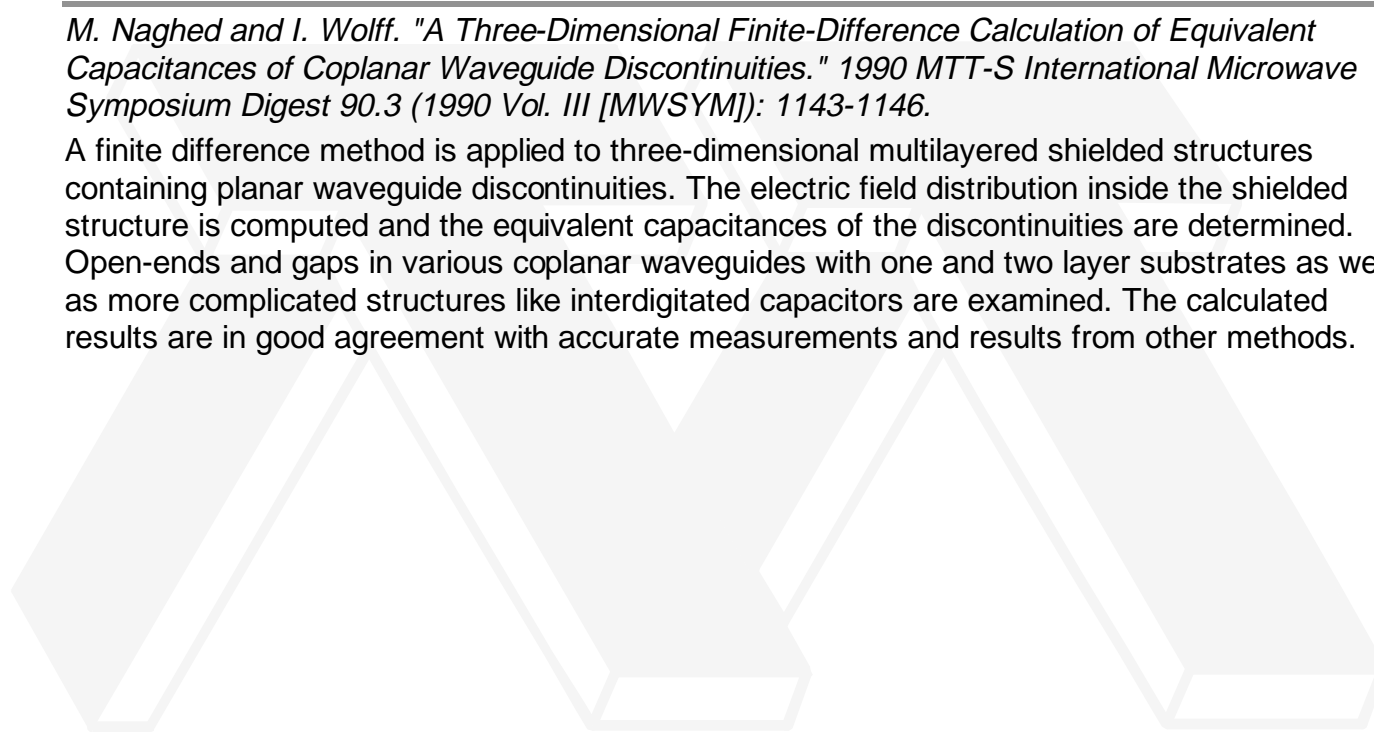 M. Naghed and I. Wolff. "A Three-Dimensional Finite-Difference Calculation of Equivalent
Capacitances of Coplanar Waveguide Discontinuities." 1990 MTT-S International Microwave
Symposium Digest 90.3 (1990 Vol. III [MWSYM]): 1143-1146.
A finite difference method is applied to three-dimensional multilayered shielded structures
containing planar waveguide discontinuities. The electric field distribution inside the shielded
structure is computed and the equivalent capacitances of the discontinuities are determined.
Open-ends and gaps in various coplanar waveguides with one and two layer substrates as we
as more complicated structures like interdigitated capacitors are examined. The calculated
results are in good agreement with accurate measurements and results from other methods.